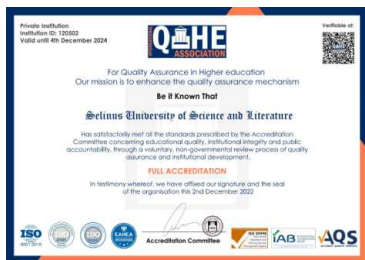 Private Institution
Institution ID: 120502
Valid until 4th December 2024
Verifiable at:
QAHE
ASSOCIATION
For Quality Assurance in Higher education
Our mission is to enhance the quality assurance mechanism
Be it Known That
Selinus University of Science and Literature
Has satisfactorily met all the standards prescribed by the Accreditation
Committee concerning educational quality, institutional integrity and public
accountability, through a voluntary, non-governmental review process of quality
assurance and institutional development.
FULL ACCREDITATION
In testimony whereof, we have affixed our signature and the seal
of the organisation this 2nd December 2022
Accreditation Committee
ISO
KAHEA
IAB
AQS